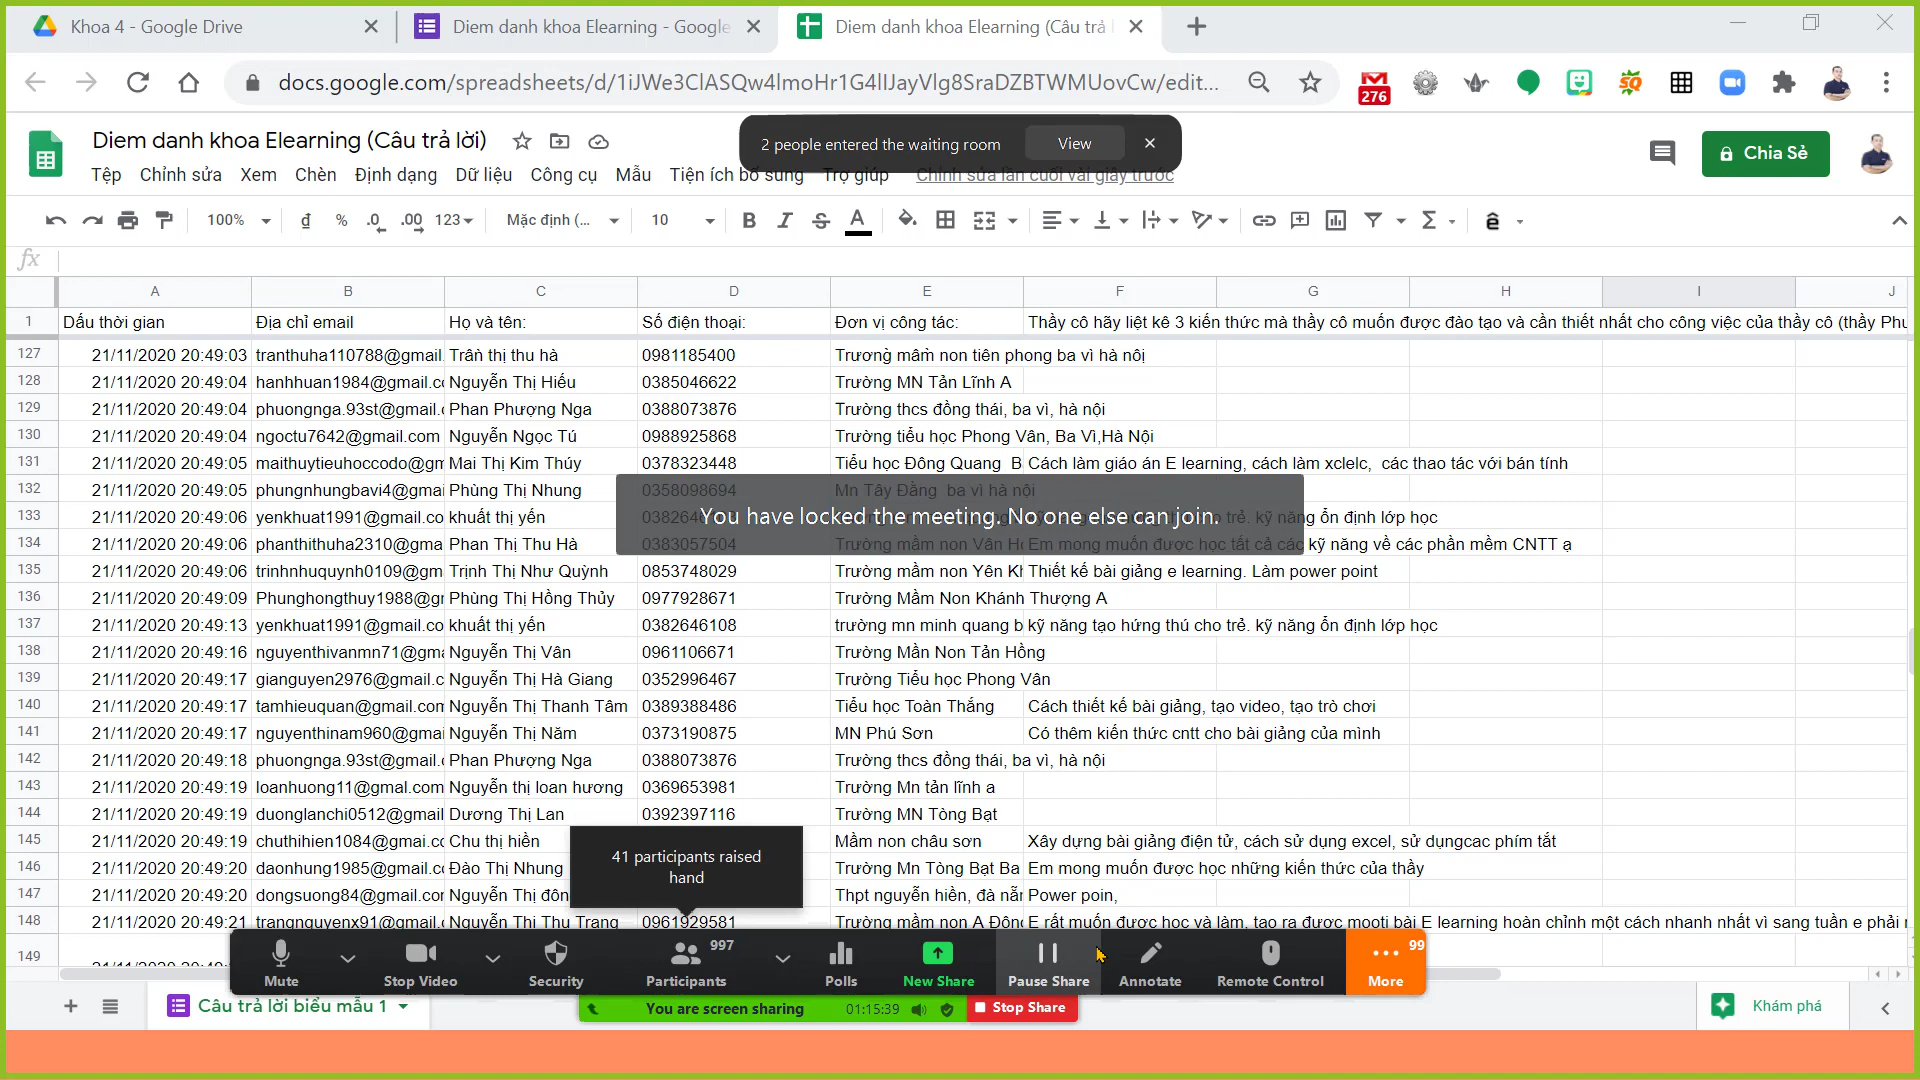 Khoa 4 - Google Drive
Diem danh khoa Elearning - Google
Diem danh khoa Elearning (Câu trả l
docs.google.com/spreadsheets/d/1iJWe3ClASQw4lmoHr1G4lIJayVlg8SraDZBTWMUovCw/edit...
276
Diem danh khoa Elearning (Câu trả lời)
2 people entered the waiting room View
Chia Sẻ
Tệp Chỉnh sửa Xem Chèn Định dạng Dữ liệu Công cụ Mẫu Tiện ích bổ sung Trợ giúp Chỉnh sửa lần cuối vài giây trước
100% đ % .0 .00 123 Mặc định (... 10 B I S A
fx
A B C D E F G H I J
1 Dấu thời gian Địa chỉ email Họ và tên: Số điện thoại: Đơn vị công tác: Thầy cô hãy liệt kê 3 kiến thức mà thầy cô muốn được đào tạo và cần thiết nhất cho công việc của thầy cô (thầy Phu
127 21/11/2020 20:49:03 tranthuha110788@gmail. Trần thị thu hà 0981185400 Trương̀ mâm̀ non tiên phong ba vì hà nôị
128 21/11/2020 20:49:04 hanhhuan1984@gmail.co Nguyễn Thị Hiếu 0385046622 Trường MN Tản Lĩnh A
129 21/11/2020 20:49:04 phuongnga.93st@gmail. Phan Phượng Nga 0388073876 Trường thcs đồng thái, ba vì, hà nội
130 21/11/2020 20:49:04 ngoctu7642@gmail.com Nguyễn Ngọc Tú 0988925868 Trường tiểu học Phong Vân, Ba Vì,Hà Nội
131 21/11/2020 20:49:05 maithuytieuhoccodo@gm Mai Thị Kim Thúy 0378323448 Tiểu học Đông Quang B Cách làm giáo án E learning, cách làm xclelc, các thao tác với bán tính
132 21/11/2020 20:49:05 phungnhungbavi4@gmai Phùng Thị Nhung 0358098694 Mn Tây Đằng ba vì hà nội
133 21/11/2020 20:49:06 yenkhuat1991@gmail.co khuất thị yến trẻ. kỹ năng ổn định lớp học
You have locked the meeting. No one else can join.
134 21/11/2020 20:49:06 phanthithuha2310@gma Phan Thị Thu Hà 0383057504 Trường mầm non Vân H Em mong muốn được học tất cả các kỹ năng về các phần mềm CNTT ạ
135 21/11/2020 20:49:06 trinhnhuquynh0109@gm Trịnh Thị Như Quỳnh 0853748029 Trường mầm non Yên Kh Thiết kế bài giảng e learning. Làm power point
136 21/11/2020 20:49:09 Phunghongthuy1988@gr Phùng Thị Hồng Thủy 0977928671 Trường Mầm Non Khánh Thượng A
137 21/11/2020 20:49:13 yenkhuat1991@gmail.co khuất thị yến 0382646108 trường mn minh quang b kỹ năng tạo hứng thú cho trẻ. kỹ năng ổn định lớp học
138 21/11/2020 20:49:16 nguyenthivanmn71@gma Nguyễn Thị Vân 0961106671 Trường Mần Non Tản Hồng
139 21/11/2020 20:49:17 gianguyen2976@gmail.c Nguyễn Thị Hà Giang 0352996467 Trường Tiểu học Phong Vân
140 21/11/2020 20:49:17 tamhieuquan@gmail.com Nguyễn Thị Thanh Tâm 0389388486 Tiểu học Toàn Thắng Cách thiết kế bài giảng, tạo video, tạo trò chơi
141 21/11/2020 20:49:17 nguyenthinam960@gmai Nguyễn Thị Năm 0373190875 MN Phú Sơn Có thêm kiến thức cntt cho bài giảng của mình
142 21/11/2020 20:49:18 phuongnga.93st@gmail. Phan Phượng Nga 0388073876 Trường thcs đồng thái, ba vì, hà nội
143 21/11/2020 20:49:19 loanhuong11@gmal.com Nguyễn thị loan hương 0369653981 Trường Mn tản lĩnh a
144 21/11/2020 20:49:19 duonglanchi0512@gmail Dương Thị Lan 0392397116 Trường MN Tòng Bạt
145 21/11/2020 20:49:19 chuthihien1084@gmai.co Chu thị hiền Mầm non châu sơn Xây dựng bài giảng điện tử, cách sử dụng excel, sử dụngcac phím tắt
146 21/11/2020 20:49:20 daonhung1985@gmail.co Đào Thị Nhung Trường Mn Tòng Bạt Ba Em mong muốn được học những kiến thức của thầy
41 participants raised
hand
147 21/11/2020 20:49:20 dongsuong84@gmail.cor Nguyễn Thị đôn Thpt nguyễn hiền, đà nẵn Power poin,
148 21/11/2020 20:49:21 trangnguyenx91@gmail. Nguyễn Thị Thu Trang 0961929581 Trường mầm non A Đông E rất muốn được học và làm, tạo ra được mooti bài E learning hoàn chỉnh một cách nhanh nhất vì sang tuần e phải
149
997 99
Mute Stop Video Security Participants Polls New Share Pause Share Annotate Remote Control More
Câu trả lời biểu mẫu 1 You are screen sharing 01:15:39 Stop Share Khám phá